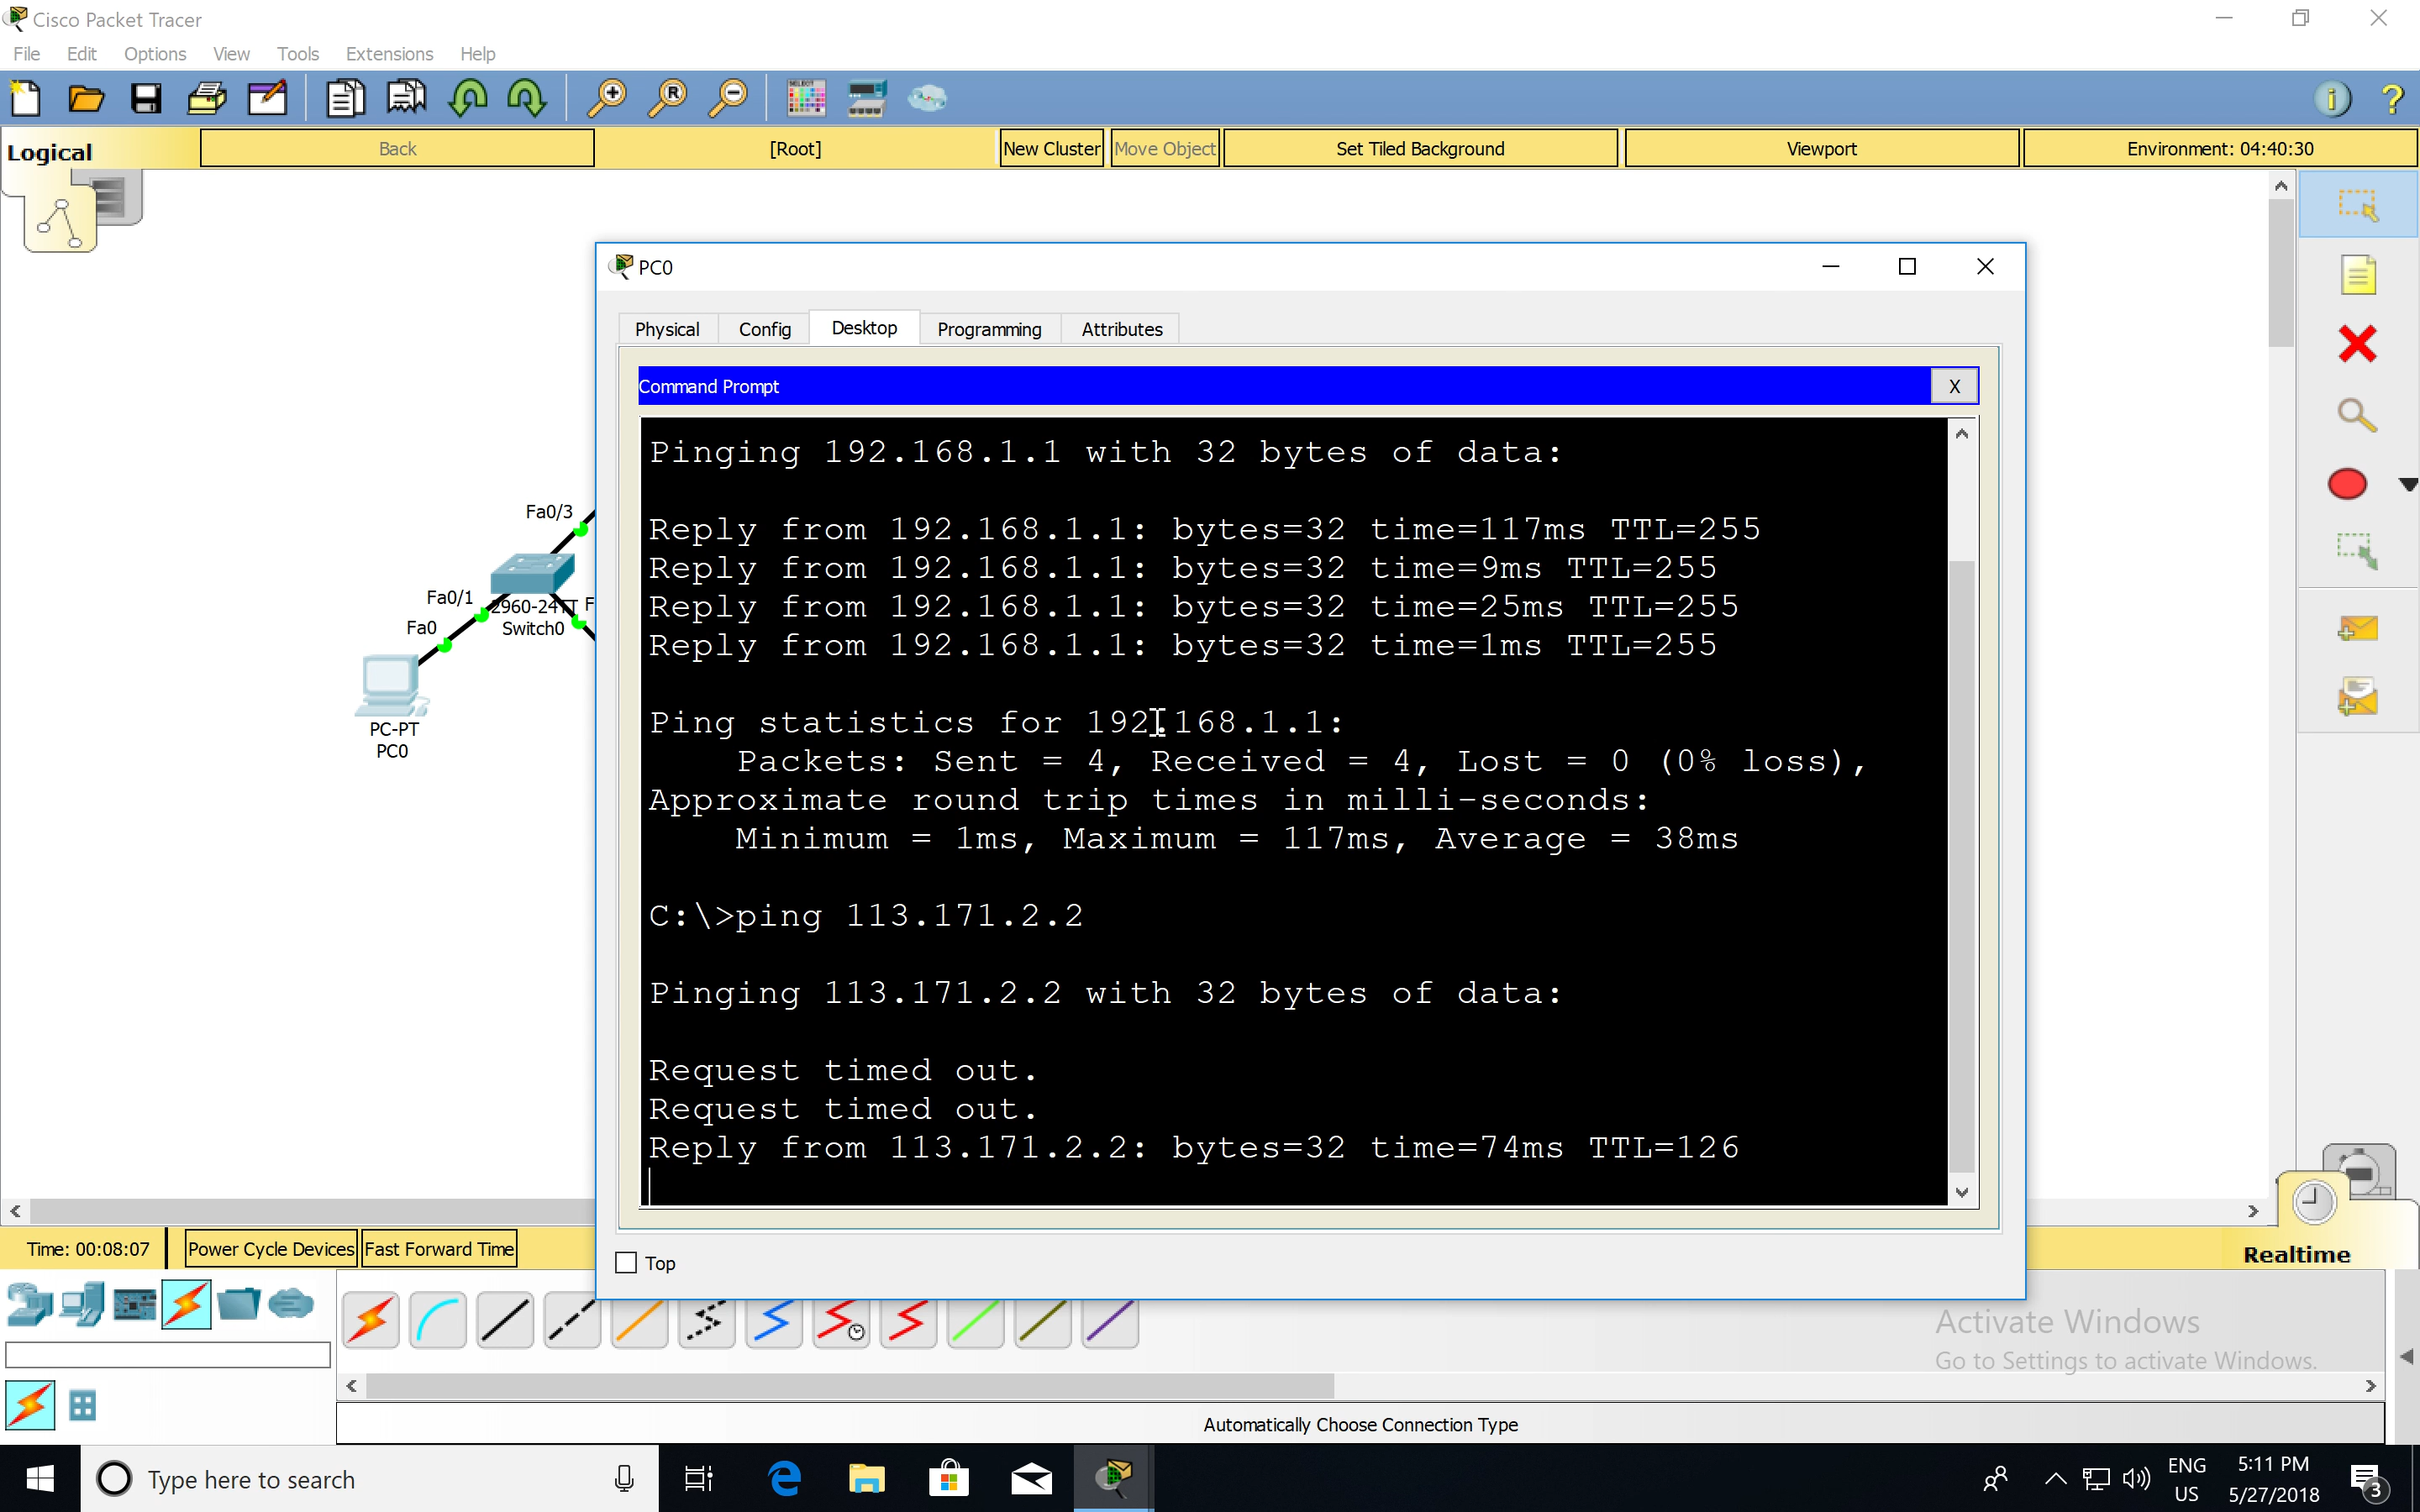 Cisco Packet Tracer
File Edit Options View Tools Extensions Help
SELECT
R
i ?
Logical Back [Root] New Cluster Move Object Set Tiled Background Viewport Environment: 04:40:30
PC0
Physical Config Desktop Programming Attributes
Command Prompt X
Pinging 192.168.1.1 with 32 bytes of data:
Reply from 192.168.1.1: bytes=32 time=117ms TTL=255
Reply from 192.168.1.1: bytes=32 time=9ms TTL=255
Reply from 192.168.1.1: bytes=32 time=25ms TTL=255
Reply from 192.168.1.1: bytes=32 time=1ms TTL=255
Ping statistics for 192.168.1.1:
Packets: Sent = 4, Received = 4, Lost = 0 (0% loss),
Approximate round trip times in milli-seconds:
Minimum = 1ms, Maximum = 117ms, Average = 38ms
C:\>ping 113.171.2.2
Pinging 113.171.2.2 with 32 bytes of data:
Request timed out.
Request timed out.
Reply from 113.171.2.2: bytes=32 time=74ms TTL=126
Top
Fa0/3
Fa0/1
2960-24TT F
Fa0
Switch0
PC-PT
PC0
Time: 00:08:07 Power Cycle Devices Fast Forward Time
Realtime
Activate Windows
Go to Settings to activate Windows.
Automatically Choose Connection Type
Type here to search
ENG
US
5:11 PM
5/27/2018
3